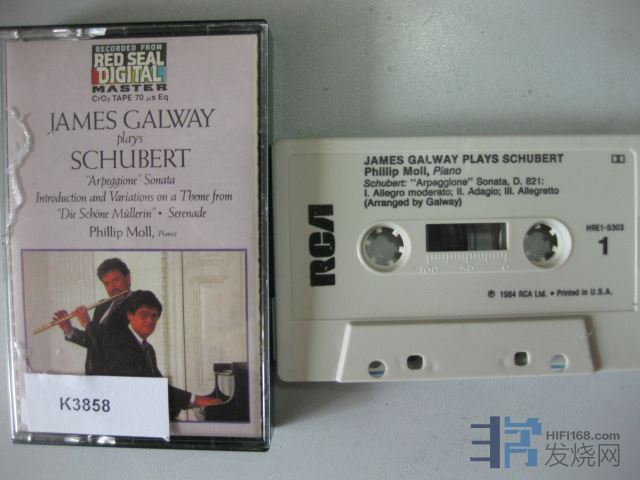 RECORDED FROM
RED SEAL
DIGITAL
MASTER
CrO2 TAPE 70 µs Eq
JAMES GALWAY
plays
SCHUBERT
"Arpeggione" Sonata
Introduction and Variations on a Theme from
"Die Schöne Müllerin" • Serenade
Phillip Moll, Pianist
K3858
JAMES GALWAY PLAYS SCHUBERT
Phillip Moll, Piano
Schubert: "Arpeggione" Sonata, D. 821:
I. Allegro moderato; II. Adagio; III. Allegretto
(Arranged by Galway)
RCA
HRE1-5303
1
100 50 0
℗ 1984 RCA Ltd. • Printed in U.S.A.
HIFI168.com
发烧网